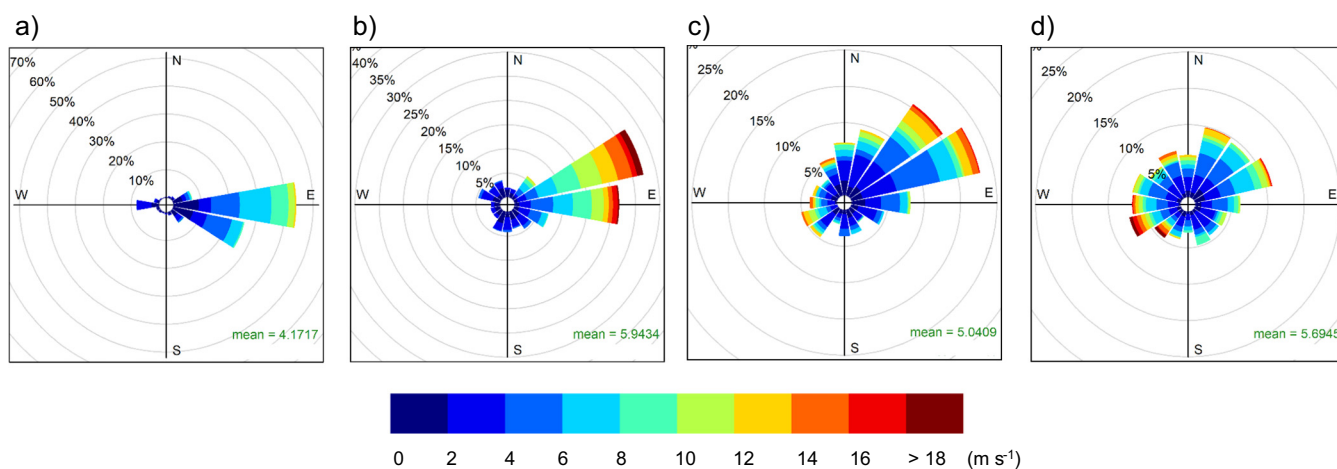 a)
b)
c)
d)
70%
60%
50%
40%
30%
20%
10%
N
W
E
S
mean = 4.1717
%
40%
35%
30%
25%
20%
15%
10%
5%
N
W
E
S
mean = 5.9434
%
25%
20%
15%
10%
5%
N
W
E
S
mean = 5.0409
%
25%
20%
15%
10%
5%
N
W
E
S
mean = 5.6945
0 2 4 6 8 10 12 14 16 > 18 (m s⁻¹)